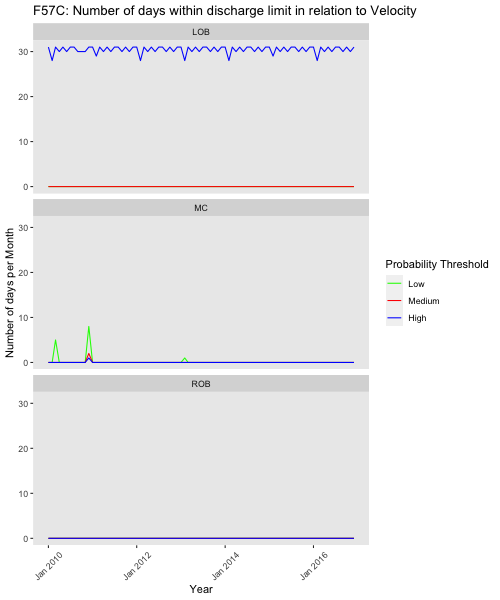 F57C: Number of days within discharge limit in relation to Velocity
LOB
30
20
10
0
MC
30
20
10
0
ROB
30
20
10
0
Number of days per Month
Jan 2010
Jan 2012
Jan 2014
Jan 2016
Year
Probability Threshold
Low
Medium
High